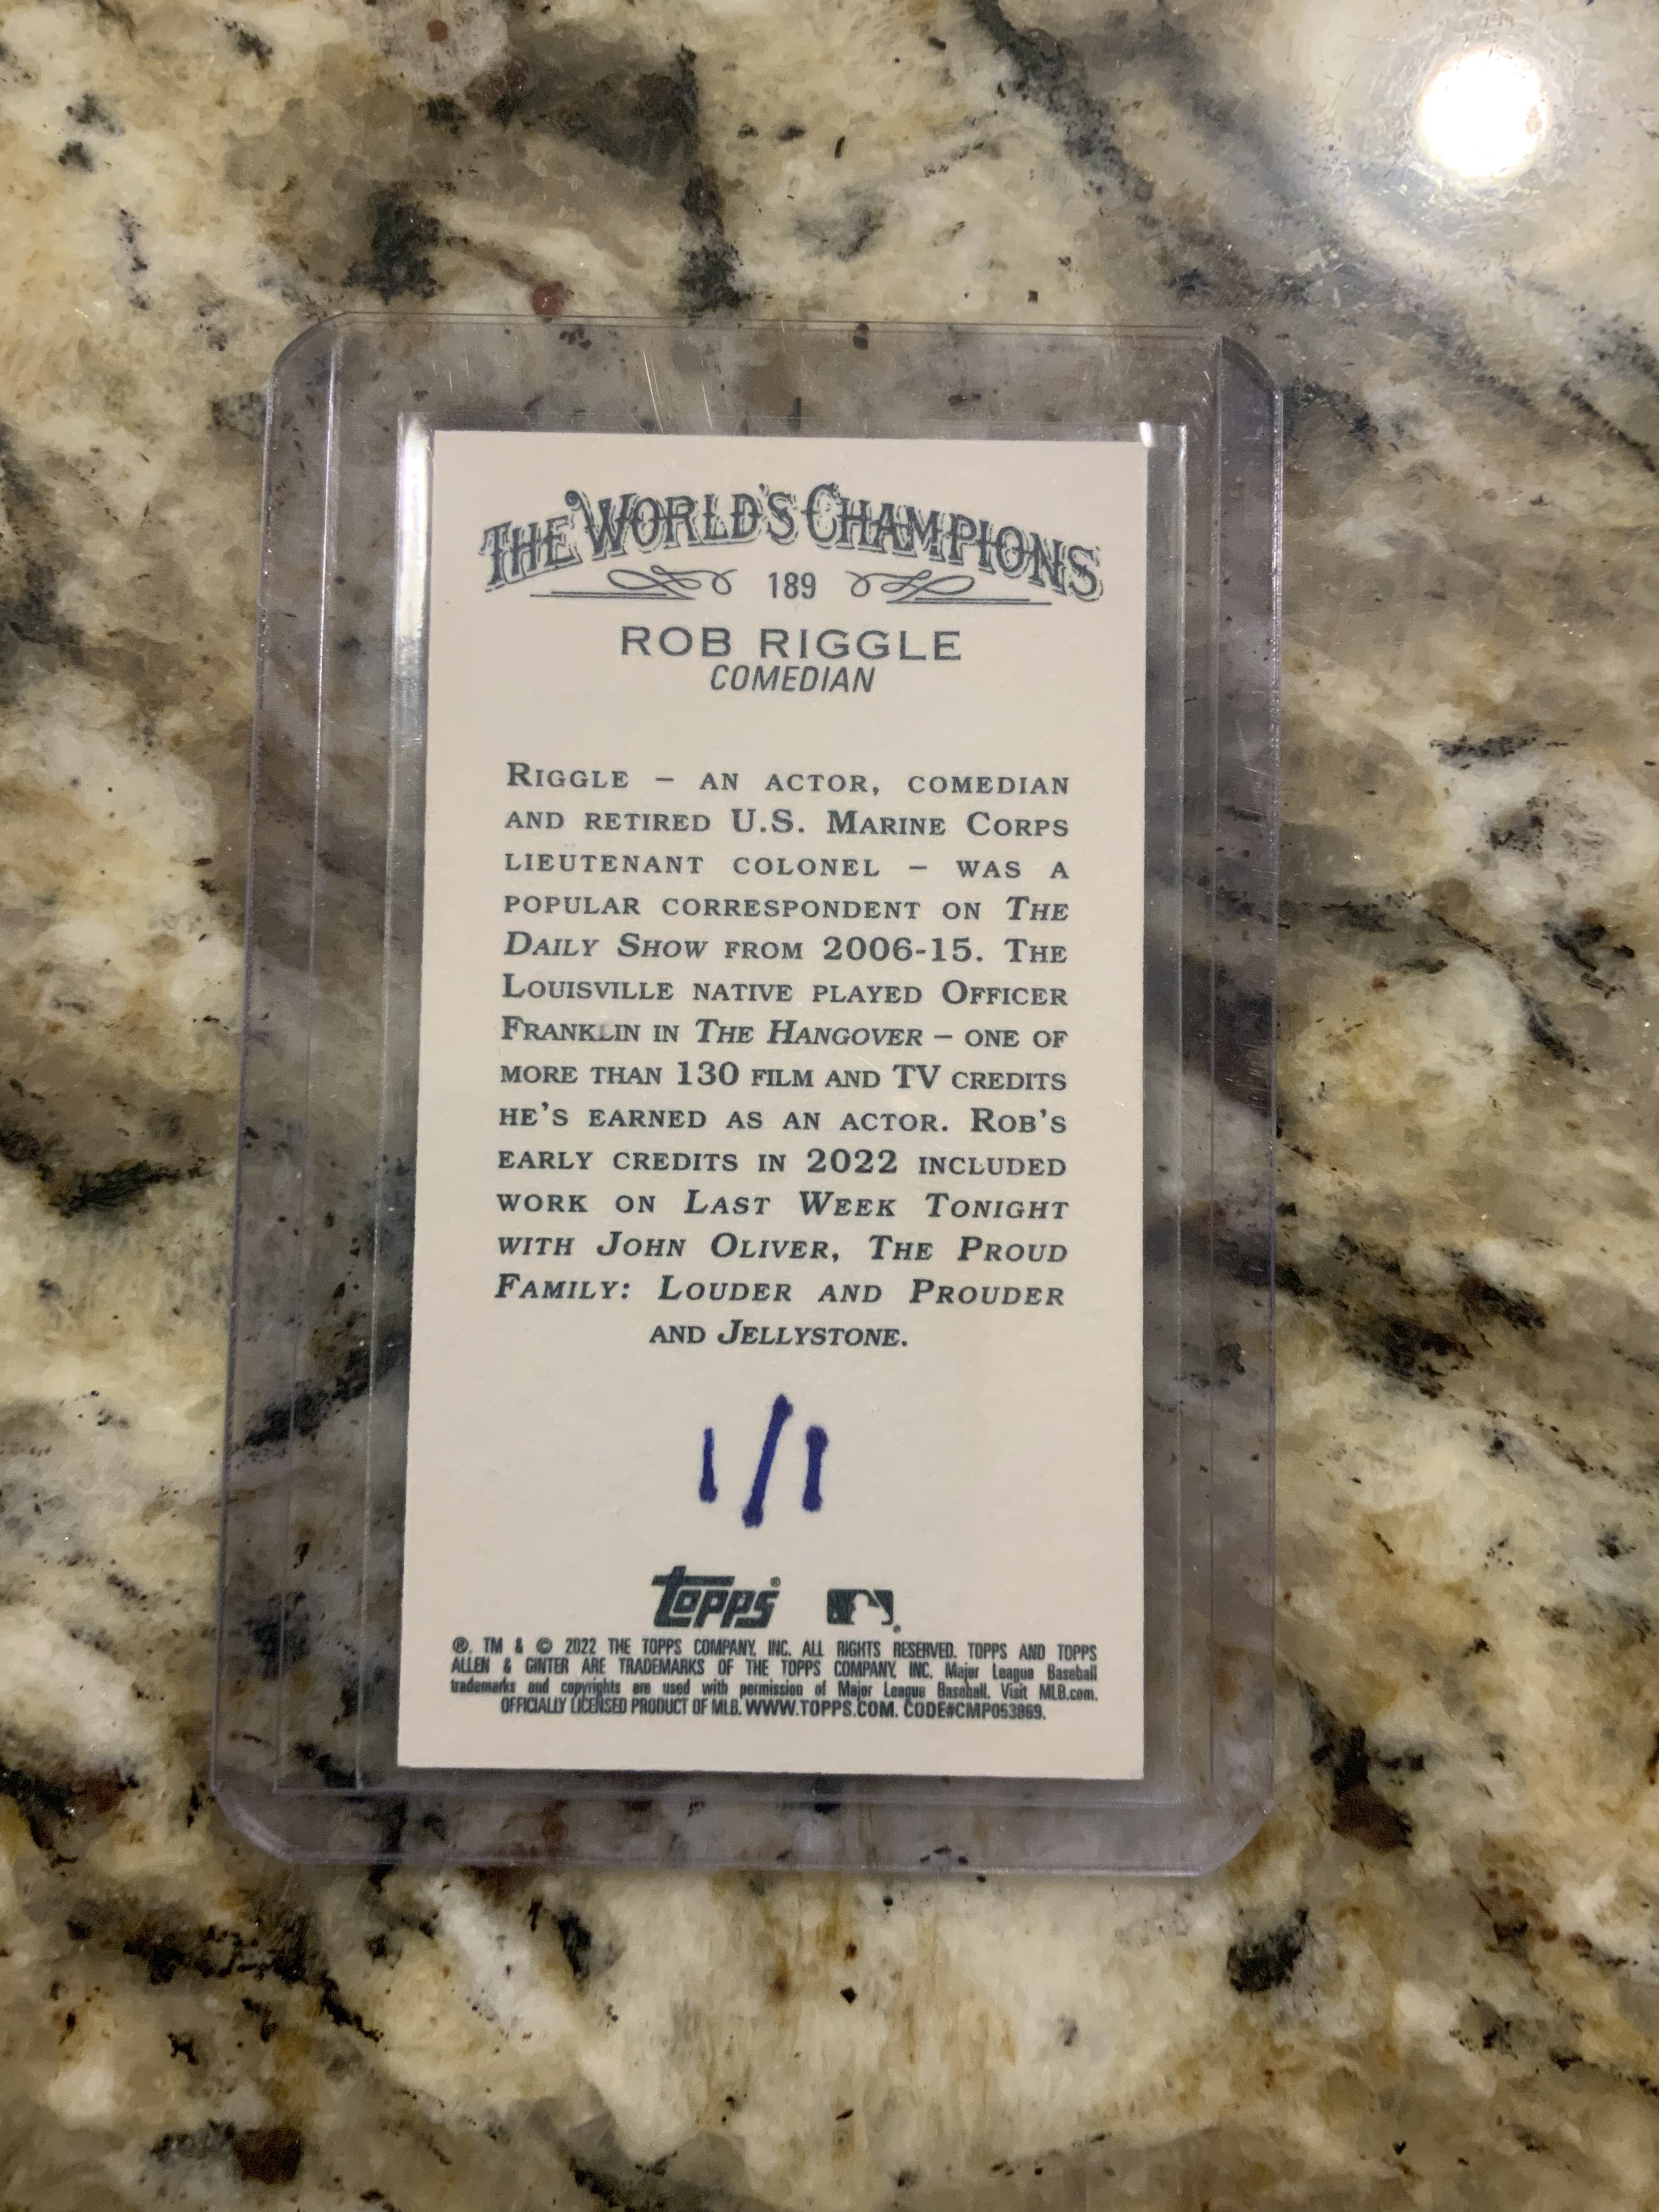 THE WORLD'S CHAMPIONS
189
ROB RIGGLE
COMEDIAN
RIGGLE – AN ACTOR, COMEDIAN
AND RETIRED U.S. MARINE CORPS
LIEUTENANT COLONEL – WAS A
POPULAR CORRESPONDENT ON THE
DAILY SHOW FROM 2006-15. THE
LOUISVILLE NATIVE PLAYED OFFICER
FRANKLIN IN THE HANGOVER – ONE OF
MORE THAN 130 FILM AND TV CREDITS
HE'S EARNED AS AN ACTOR. ROB'S
EARLY CREDITS IN 2022 INCLUDED
WORK ON LAST WEEK TONIGHT
WITH JOHN OLIVER, THE PROUD
FAMILY: LOUDER AND PROUDER
AND JELLYSTONE.
1/1
topps®
®, TM & © 2022 THE TOPPS COMPANY, INC. ALL RIGHTS RESERVED. TOPPS AND TOPPS
ALLEN & GINTER ARE TRADEMARKS OF THE TOPPS COMPANY, INC. Major League Baseball
trademarks and copyrights are used with permission of Major League Baseball. Visit MLB.com.
OFFICIALLY LICENSED PRODUCT OF MLB. WWW.TOPPS.COM. CODE#CMP053869.